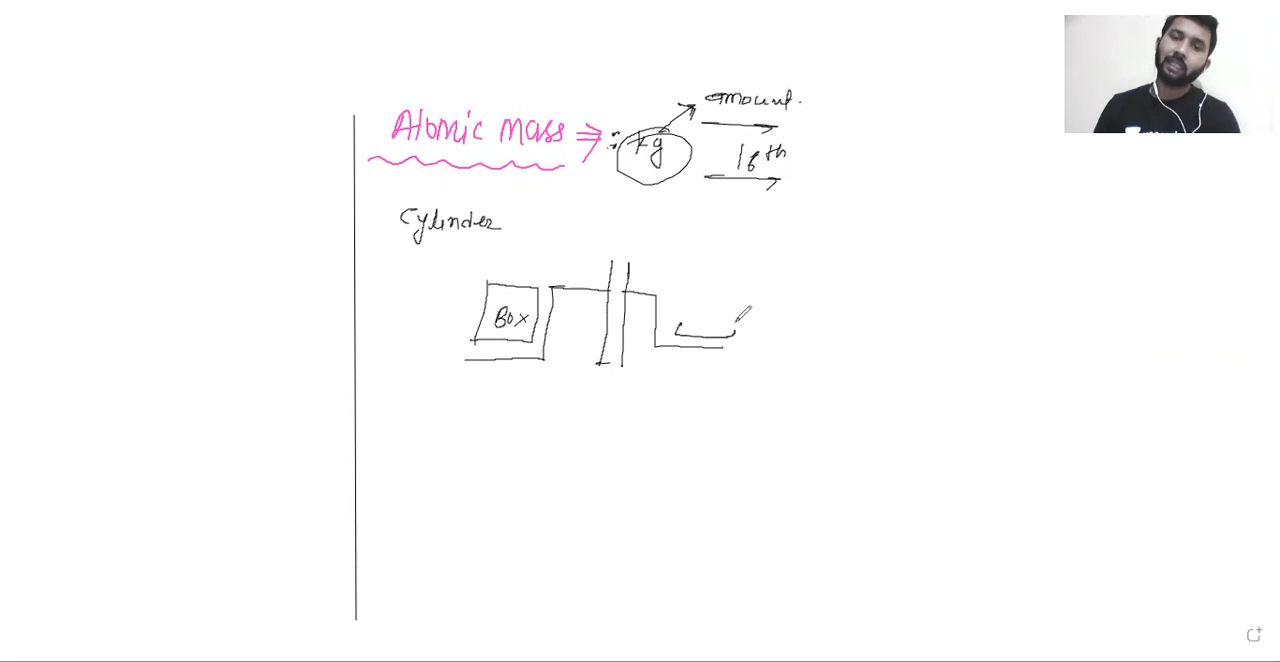 Atomic mass ⇒ : kg
amount.
16th
Cylinder
Box